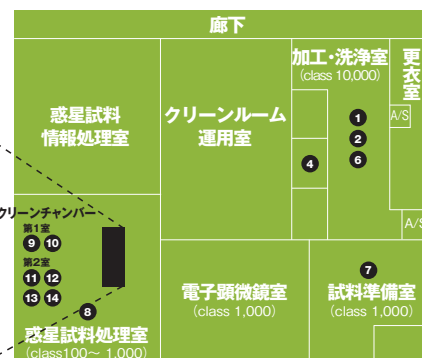 廊下
加工・洗浄室
(class 10,000)
更衣室
惑星試料
情報処理室
クリーンルーム
運用室
1
2
6
4
A/S
A/S
クリーンチャンバー
第1室
9 10
第2室
11 12
13 14
8
惑星試料処理室
(class100～ 1,000)
電子顕微鏡室
(class 1,000)
7
試料準備室
(class 1,000)